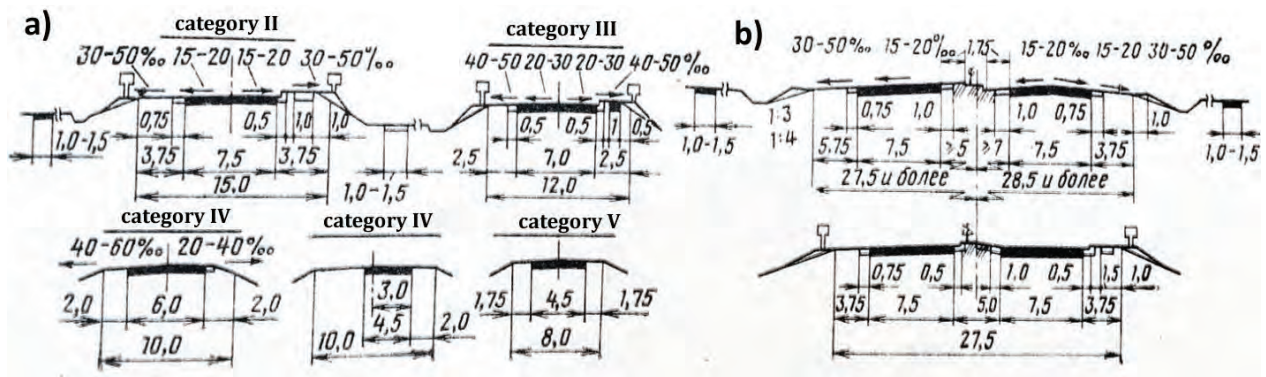 a)
category II
30-50‰ 15-20 15-20 30-50‰
0,75 0,5 1,0 1,0
1,0-1,5
3,75 7,5 3,75
15.0
1,0-1,5
category III
40-50 20-30 20-30 40-50‰
0,5 0,5 1 0,5
2,5 7,0 2,5
12,0
category IV
40-60‰ 20-40‰
2,0 6,0 2,0
10,0
category IV
3,0
4,5 2,0
10,0
category V
1,75 4,5 1,75
8,0
b)
30-50‰ 15-20‰ 1,75 15-20‰ 15-20 30-50‰
0,75 1,0 1,0 0,75 1,0
1:3
1:4
1,0-1,5
5,75 7,5 ≥5 ≥7 7,5 3,75
1,0-1,5
27,5 и более 28,5 и более
0,75 0,5 1,0 0,5 1,5 1,0
3,75 7,5 5,0 7,5 3,75
27,5